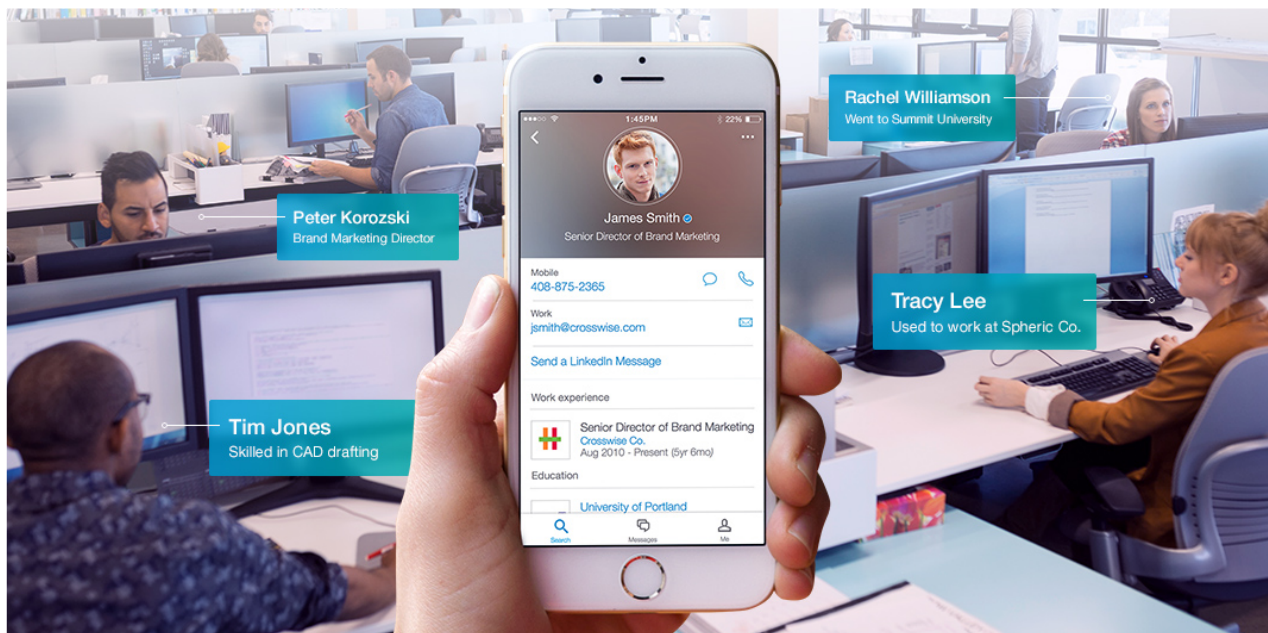 Rachel Williamson
Went to Summit University
Peter Korozski
Brand Marketing Director
Tracy Lee
Used to work at Spheric Co.
Tim Jones
Skilled in CAD drafting
1:45PM
22%
James Smith
Senior Director of Brand Marketing
Mobile
408-875-2365
Work
jsmith@crosswise.com
Send a LinkedIn Message
Work experience
Senior Director of Brand Marketing
Crosswise Co.
Aug 2010 - Present (5yr 6mo)
Education
University of Portland
Search
Messages
Me